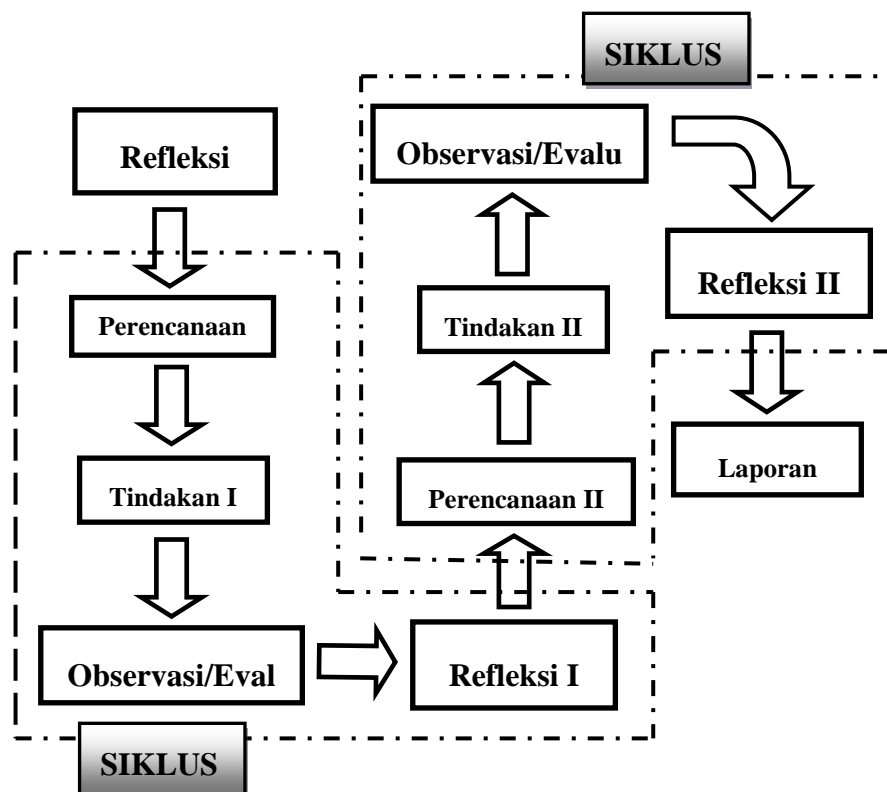 SIKLUS
Refleksi
Observasi/Evalu
Refleksi II
Perencanaan
Tindakan II
Tindakan I
Perencanaan II
Laporan
Observasi/Eval
Refleksi I
SIKLUS